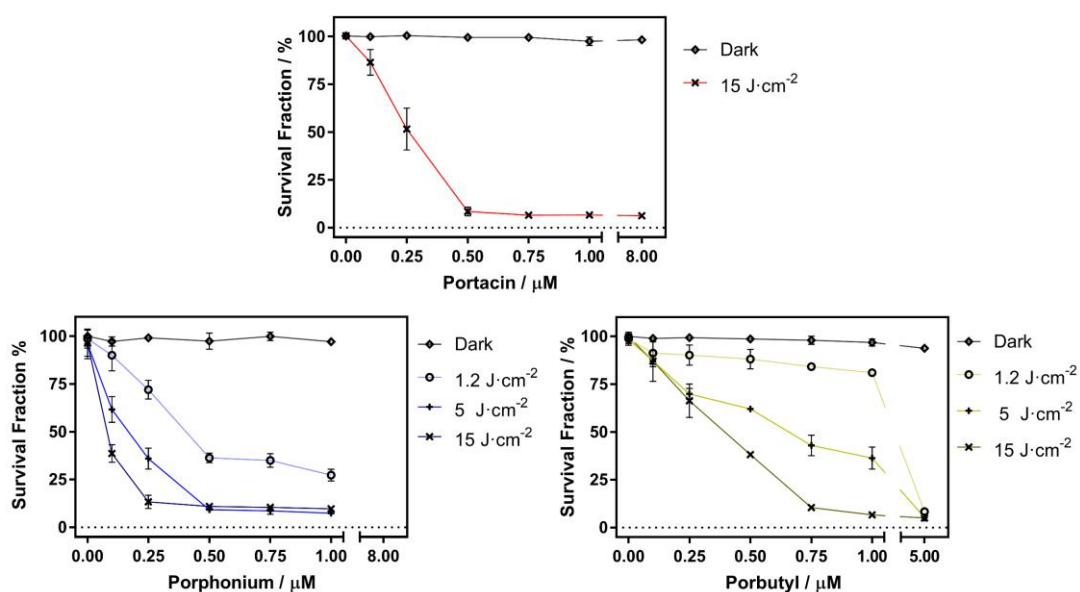 100
75
50
25
0
Survival Fraction / %
0.00 0.25 0.50 0.75 1.00 8.00
Portacin / μM
Dark
15 J·cm⁻²
100
75
50
25
0
Survival Fraction %
0.00 0.25 0.50 0.75 1.00 8.00
Porphonium / μM
Dark
1.2 J·cm⁻²
5 J·cm⁻²
15 J·cm⁻²
100
75
50
25
0
Survival Fraction / %
0.00 0.25 0.50 0.75 1.00 5.00
Porbutyl / μM
Dark
1.2 J·cm⁻²
5 J·cm⁻²
15 J·cm⁻²